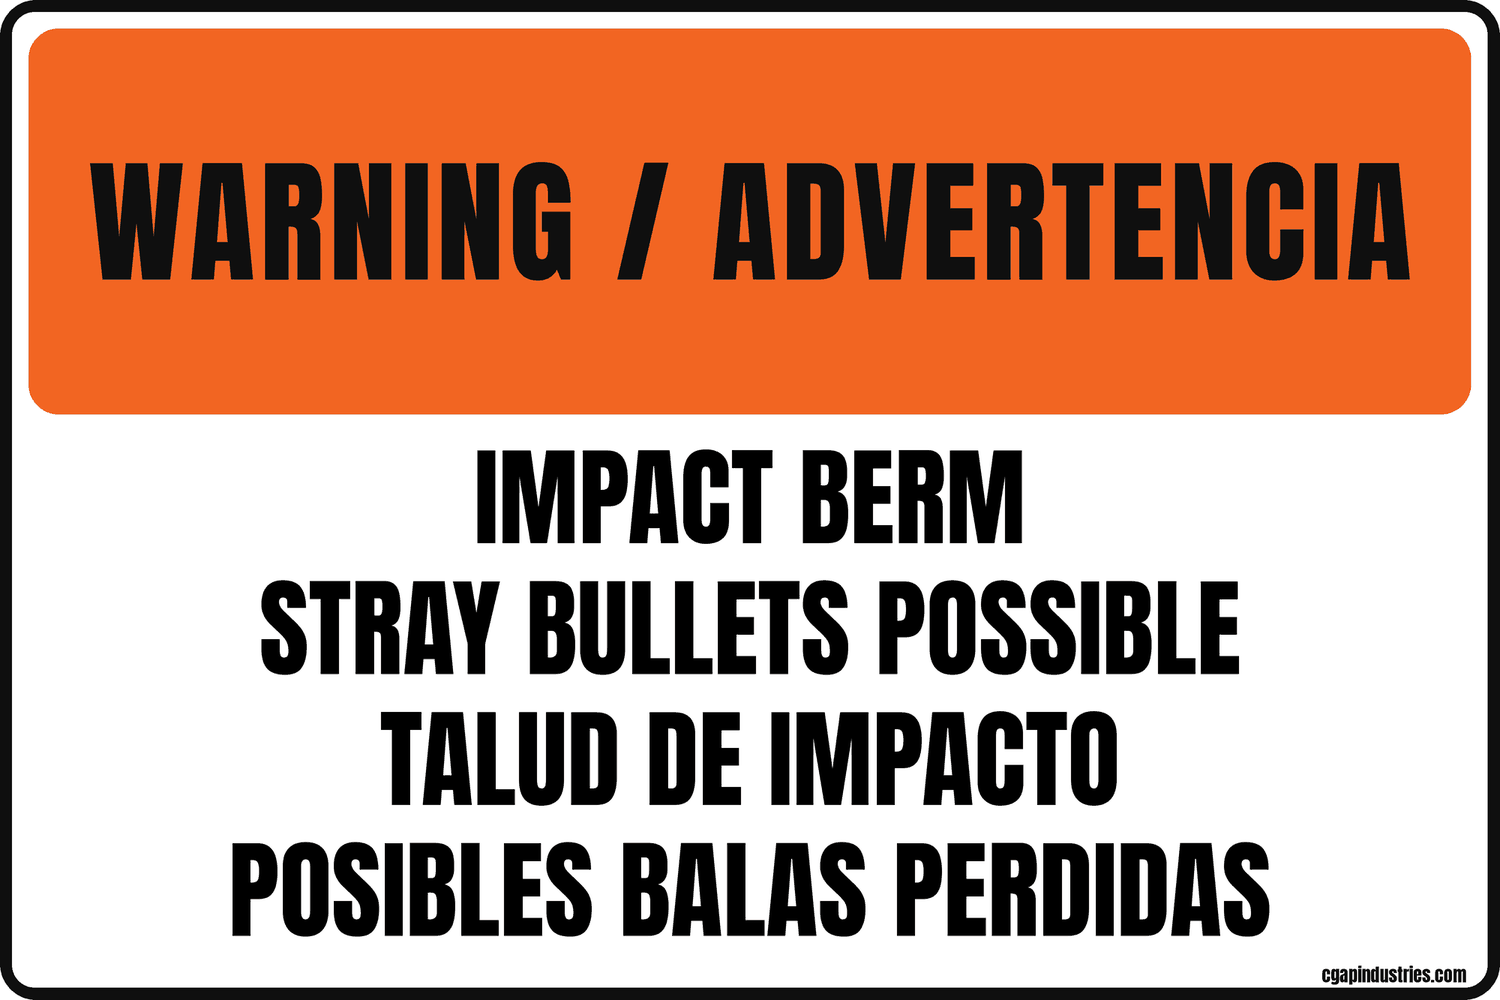 WARNING / ADVERTENCIA
IMPACT BERM
STRAY BULLETS POSSIBLE
TALUD DE IMPACTO
POSIBLES BALAS PERDIDAS
cgapindustries.com